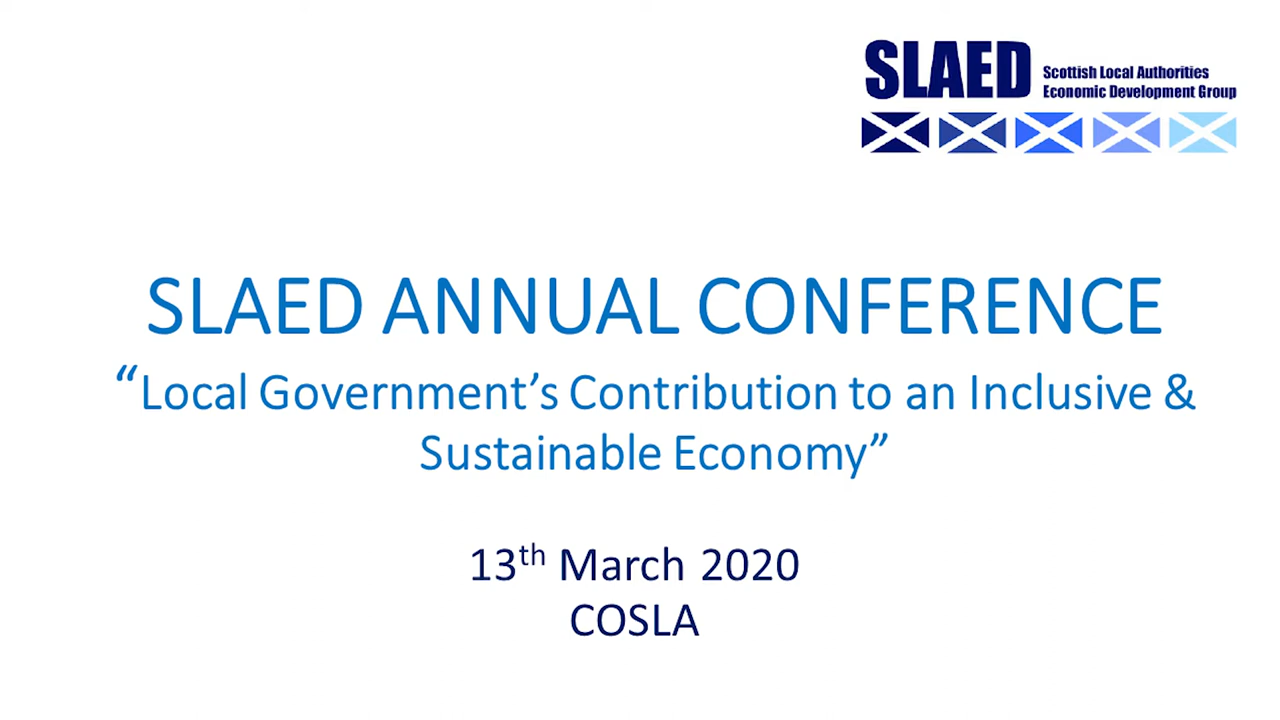 SLAED
Scottish Local Authorities
Economic Development Group
SLAED ANNUAL CONFERENCE
“Local Government’s Contribution to an Inclusive &
Sustainable Economy”
13th March 2020
COSLA